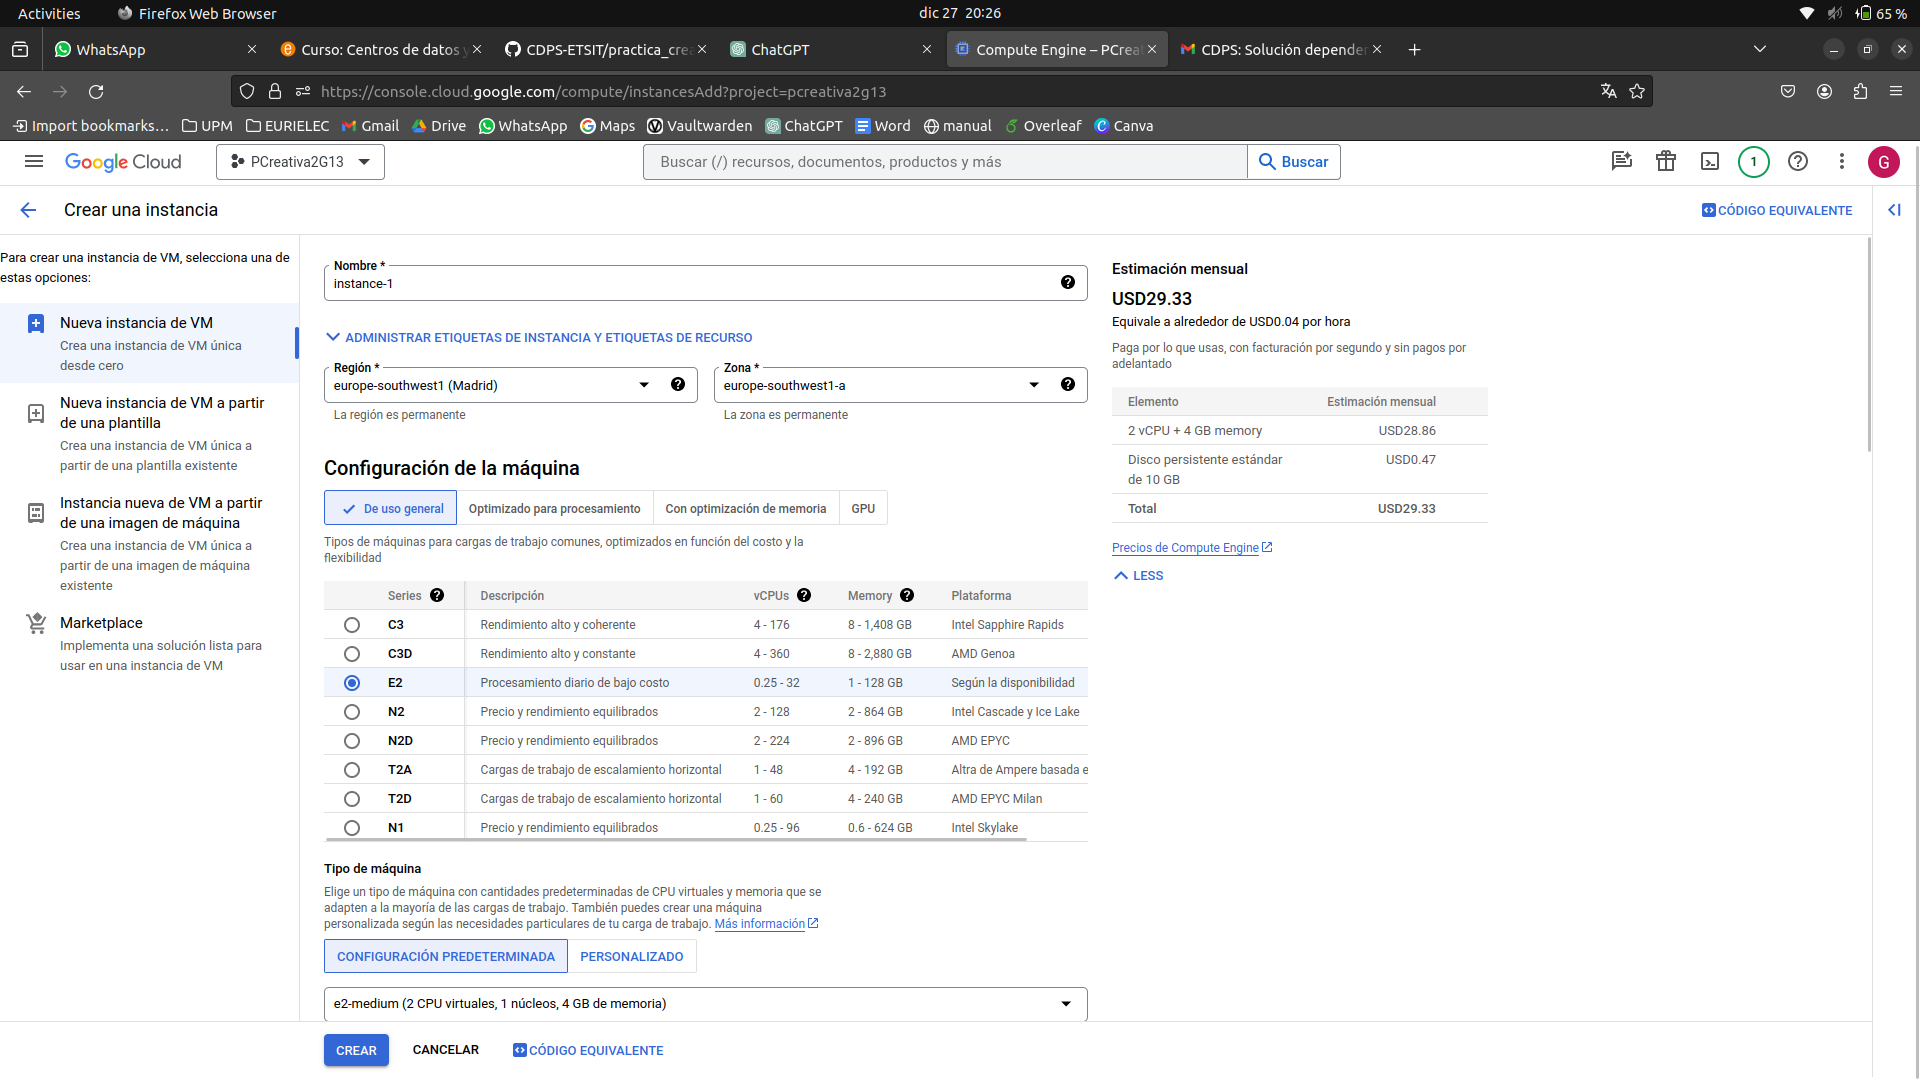 Activities
Firefox Web Browser
dic 27 20:26
65 %
WhatsApp
Curso: Centros de datos y
CDPS-ETSIT/practica_crea
ChatGPT
Compute Engine – PCreat
CDPS: Solución depender
https://console.cloud.google.com/compute/instancesAdd?project=pcreativa2g13
Import bookmarks...
UPM
EURIELEC
Gmail
Drive
WhatsApp
Maps
Vaultwarden
ChatGPT
Word
manual
Overleaf
Canva
Google Cloud
PCreativa2G13
Buscar (/) recursos, documentos, productos y más
Buscar
1
G
Crear una instancia
CÓDIGO EQUIVALENTE
Para crear una instancia de VM, selecciona una de
estas opciones:
Nueva instancia de VM
Crea una instancia de VM única
desde cero
Nueva instancia de VM a partir
de una plantilla
Crea una instancia de VM única a
partir de una plantilla existente
Instancia nueva de VM a partir
de una imagen de máquina
Crea una instancia de VM única a
partir de una imagen de máquina
existente
Marketplace
Implementa una solución lista para
usar en una instancia de VM
Nombre *
instance-1
ADMINISTRAR ETIQUETAS DE INSTANCIA Y ETIQUETAS DE RECURSO
Región *
europe-southwest1 (Madrid)
La región es permanente
Zona *
europe-southwest1-a
La zona es permanente
Configuración de la máquina
De uso general
Optimizado para procesamiento
Con optimización de memoria
GPU
Tipos de máquinas para cargas de trabajo comunes, optimizados en función del costo y la
flexibilidad
Series Descripción vCPUs Memory Plataforma
C3 Rendimiento alto y coherente 4 - 176 8 - 1,408 GB Intel Sapphire Rapids
C3D Rendimiento alto y constante 4 - 360 8 - 2,880 GB AMD Genoa
E2 Procesamiento diario de bajo costo 0.25 - 32 1 - 128 GB Según la disponibilidad
N2 Precio y rendimiento equilibrados 2 - 128 2 - 864 GB Intel Cascade y Ice Lake
N2D Precio y rendimiento equilibrados 2 - 224 2 - 896 GB AMD EPYC
T2A Cargas de trabajo de escalamiento horizontal 1 - 48 4 - 192 GB Altra de Ampere basada e
T2D Cargas de trabajo de escalamiento horizontal 1 - 60 4 - 240 GB AMD EPYC Milan
N1 Precio y rendimiento equilibrados 0.25 - 96 0.6 - 624 GB Intel Skylake
Tipo de máquina
Elige un tipo de máquina con cantidades predeterminadas de CPU virtuales y memoria que se
adapten a la mayoría de las cargas de trabajo. También puedes crear una máquina
personalizada según las necesidades particulares de tu carga de trabajo. Más información
CONFIGURACIÓN PREDETERMINADA
PERSONALIZADO
e2-medium (2 CPU virtuales, 1 núcleos, 4 GB de memoria)
CREAR
CANCELAR
CÓDIGO EQUIVALENTE
Estimación mensual
USD29.33
Equivale a alrededor de USD0.04 por hora
Paga por lo que usas, con facturación por segundo y sin pagos por
adelantado
Elemento Estimación mensual
2 vCPU + 4 GB memory USD28.86
Disco persistente estándar USD0.47
de 10 GB
Total USD29.33
Precios de Compute Engine
LESS